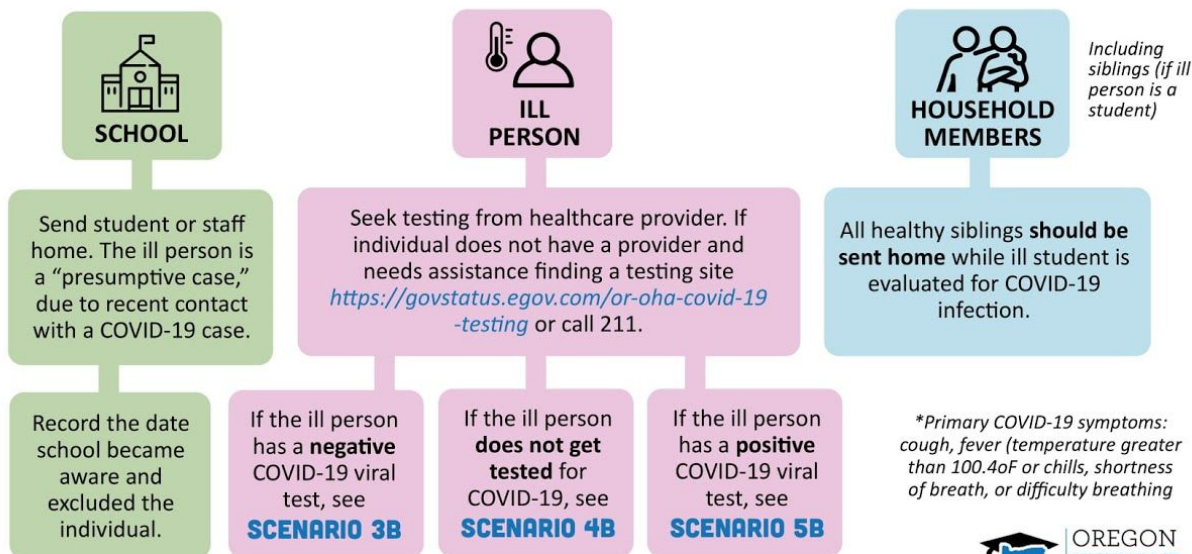 SCHOOL
Send student or staff
home. The ill person is
a “presumptive case,”
due to recent contact
with a COVID-19 case.
Record the date
school became
aware and
excluded the
individual.
ILL
PERSON
Seek testing from healthcare provider. If
individual does not have a provider and
needs assistance finding a testing site
https://govstatus.egov.com/or-oha-covid-19
-testing or call 211.
If the ill person
has a negative
COVID-19 viral
test, see
SCENARIO 3B
If the ill person
does not get
tested for
COVID-19, see
SCENARIO 4B
If the ill person
has a positive
COVID-19 viral
test, see
SCENARIO 5B
HOUSEHOLD
MEMBERS
Including
siblings (if ill
person is a
student)
All healthy siblings should be
sent home while ill student is
evaluated for COVID-19
infection.
*Primary COVID-19 symptoms:
cough, fever (temperature greater
than 100.4oF or chills, shortness
of breath, or difficulty breathing
OREGON